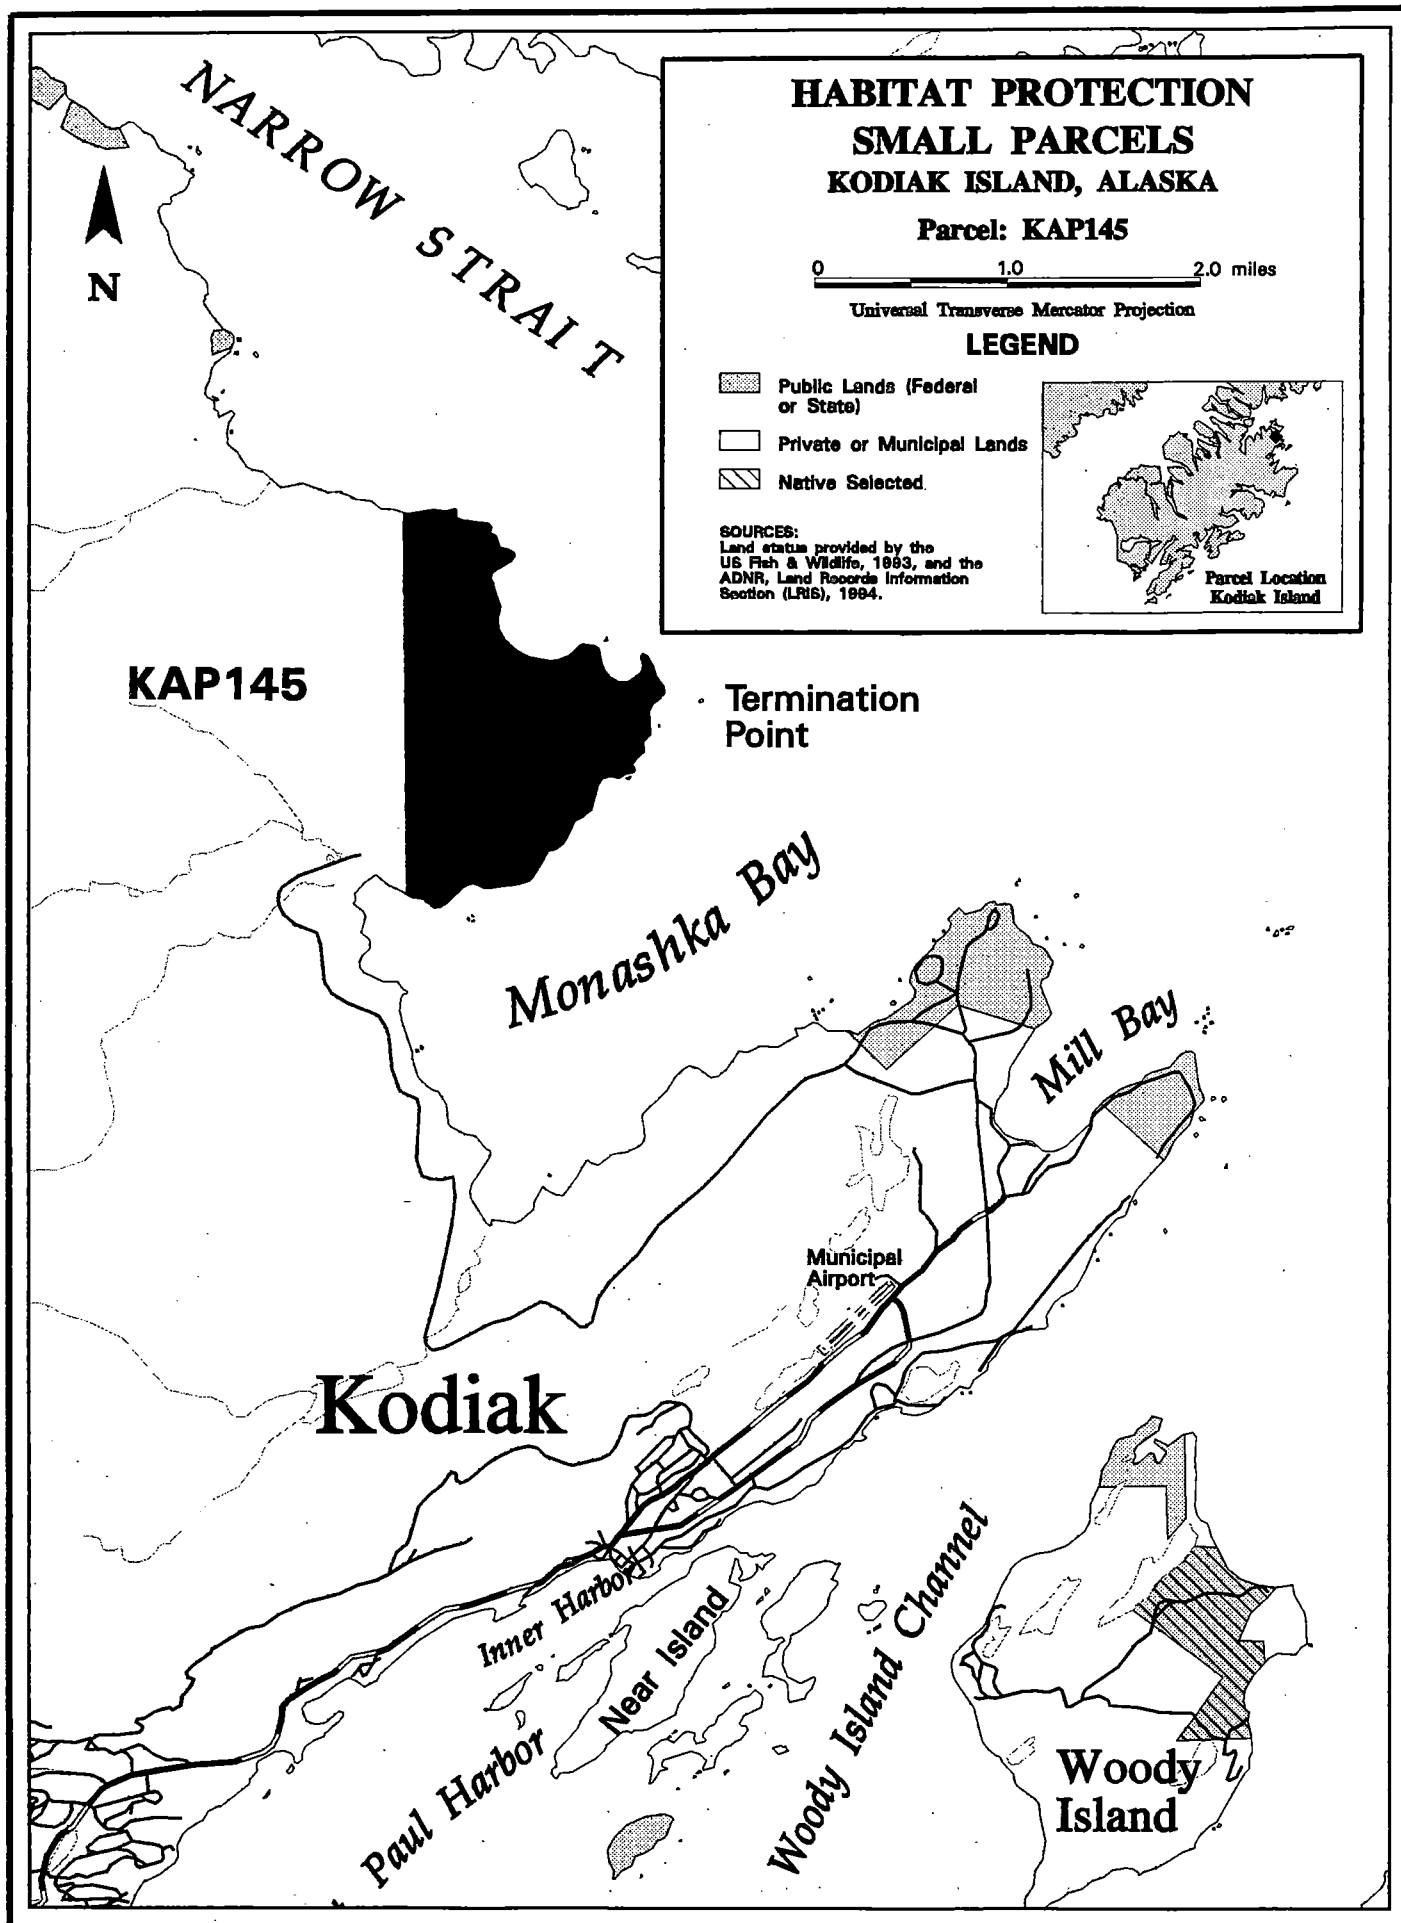 HABITAT PROTECTION
SMALL PARCELS
KODIAK ISLAND, ALASKA
Parcel: KAP145
0 1.0 2.0 miles
Universal Transverse Mercator Projection
LEGEND
Public Lands (Federal
or State)
Private or Municipal Lands
Native Selected
SOURCES:
Land status provided by the
US Fish & Wildlife, 1993, and the
ADNR, Land Records Information
Section (LRIS), 1994.
Parcel Location
Kodiak Island
NARROW STRAIT
N
KAP145
Termination
Point
Monashka Bay
Mill Bay
Municipal
Airport
Kodiak
Inner Harbor
Near Island
Woody Island Channel
Paul Harbor
Woody
Island